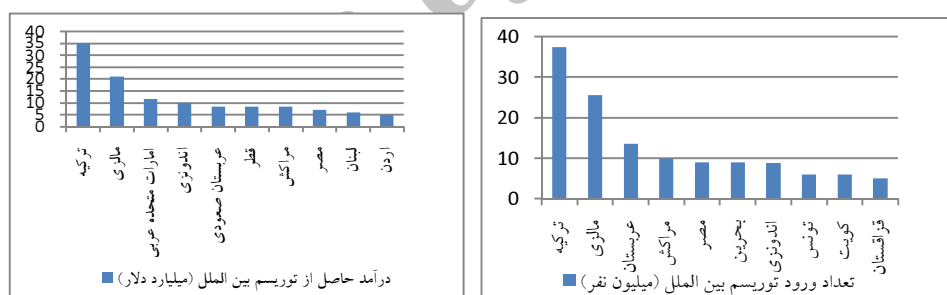 40
35
30
25
20
15
10
5
0
ترکیه
مالزی
امارات متحده عربی
اندونزی
عربستان صعودی
قطر
مراکش
مصر
لبنان
اردن
درآمد حاصل از توریسم بین الملل (میلیارد دلار)
40
30
20
10
0
ترکیه
مالزی
عربستان
مراکش
مصر
بحرین
اندونزی
تونس
کویت
قزاقستان
تعداد ورود توریسم بین الملل (میلیون نفر)